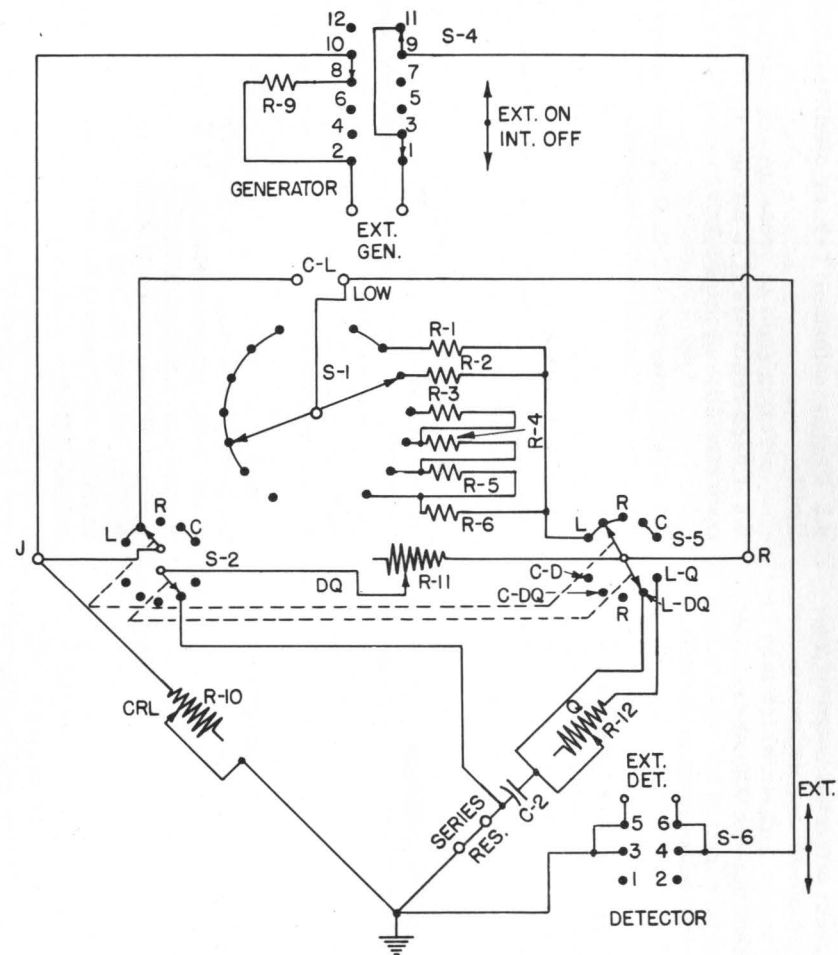 12 11 S-4
10 9
8 7
R-9
6 5 EXT. ON
4 3 INT. OFF
2 1
GENERATOR
EXT.
GEN.
C-L
LOW
R-1
R-2
S-1
R-3
R-4
R-5
R-6
L R C
L R C
S-5
J S-2 R-11 R
DQ
C-D L-Q
C-DQ R L-DQ
CRL R-10
Q R-12
EXT.
DET.
EXT.
SERIES C-2
RES.
5 6 S-6
3 4
1 2
DETECTOR